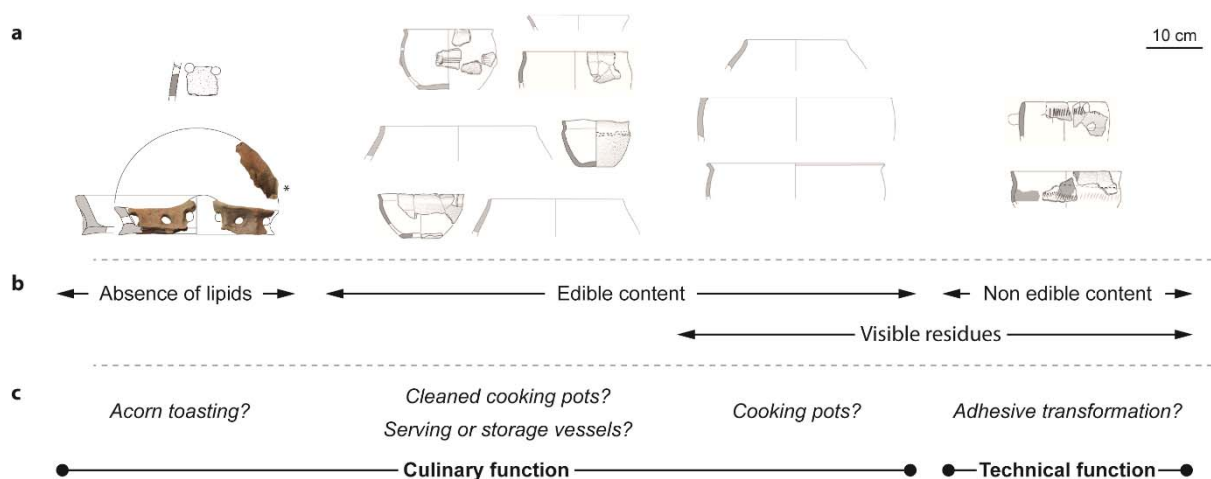 a
10 cm
*
b
Absence of lipids
Edible content
Non edible content
Visible residues
c
Acorn toasting?
Cleaned cooking pots?
Serving or storage vessels?
Cooking pots?
Adhesive transformation?
Culinary function
Technical function